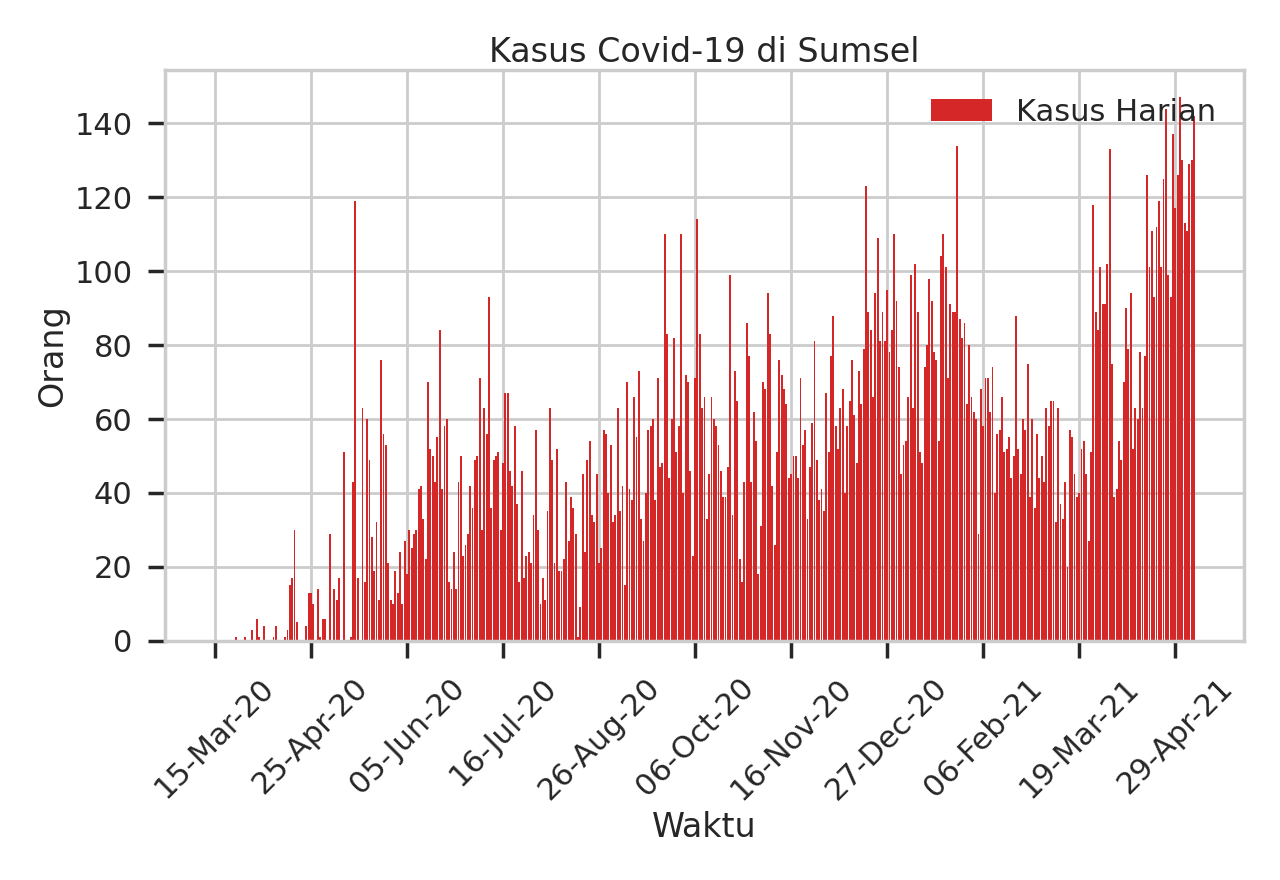 Kasus Covid-19 di Sumsel
Kasus Harian
140
120
100
80
60
40
20
0
Orang
15-Mar-20
25-Apr-20
05-Jun-20
16-Jul-20
26-Aug-20
06-Oct-20
16-Nov-20
27-Dec-20
06-Feb-21
19-Mar-21
29-Apr-21
Waktu